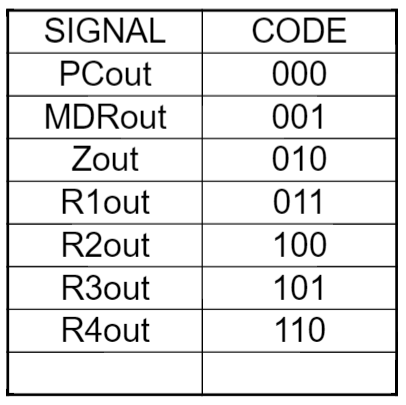 SIGNAL CODE
PCout 000
MDRout 001
Zout 010
R1out 011
R2out 100
R3out 101
R4out 110